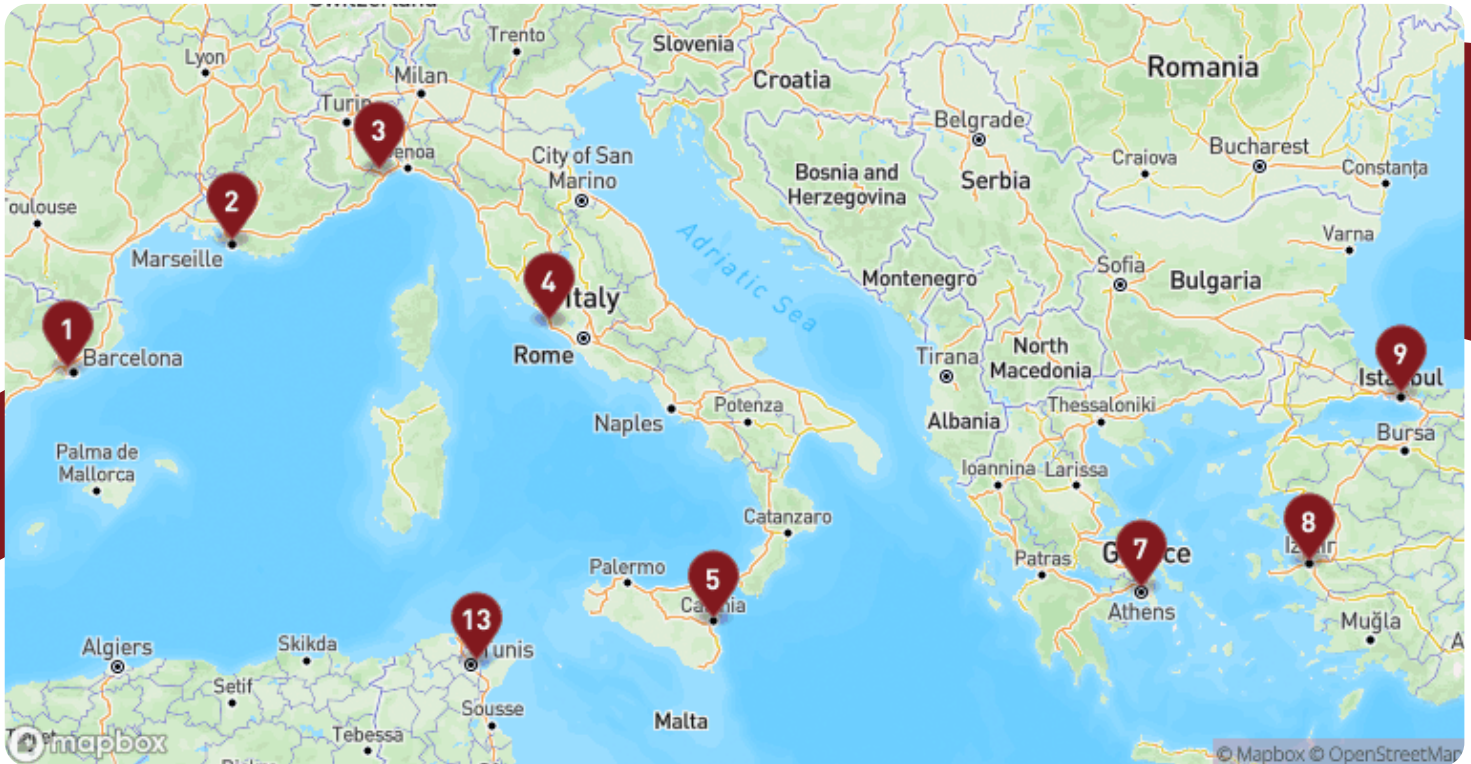 Lyon
Trento
Slovenia
Romania
Croatia
Milan
Turin
3
Belgrade
Bucharest
Craiova
Constanța
City of San
Marino
Bosnia and
Herzegovina
Serbia
2
Marseille
Adriatic Sea
Varna
Sofia
Bulgaria
Montenegro
4
Italy
Rome
1
Barcelona
Tirana
North
Macedonia
9
Istanbul
Naples
Potenza
Albania
Thessaloniki
Bursa
Palma de
Mallorca
Ioannina
Larissa
Catanzaro
8
Izmir
7
Greece
Patras
Athens
Palermo
5
Catania
13
Tunis
Algiers
Skikda
Muğla
Setif
Sousse
Malta
Tebessa
mapbox
© Mapbox © OpenStreetMap